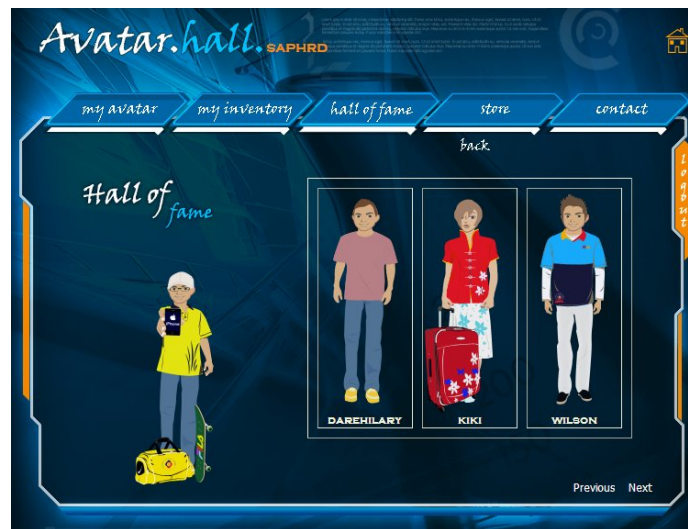 Avatar.hall. SAPHRD
my avatar my inventory hall of fame store contact
back
logout
Hall of
fame
iPhone
DAREHILARY KIKI WILSON
Previous Next